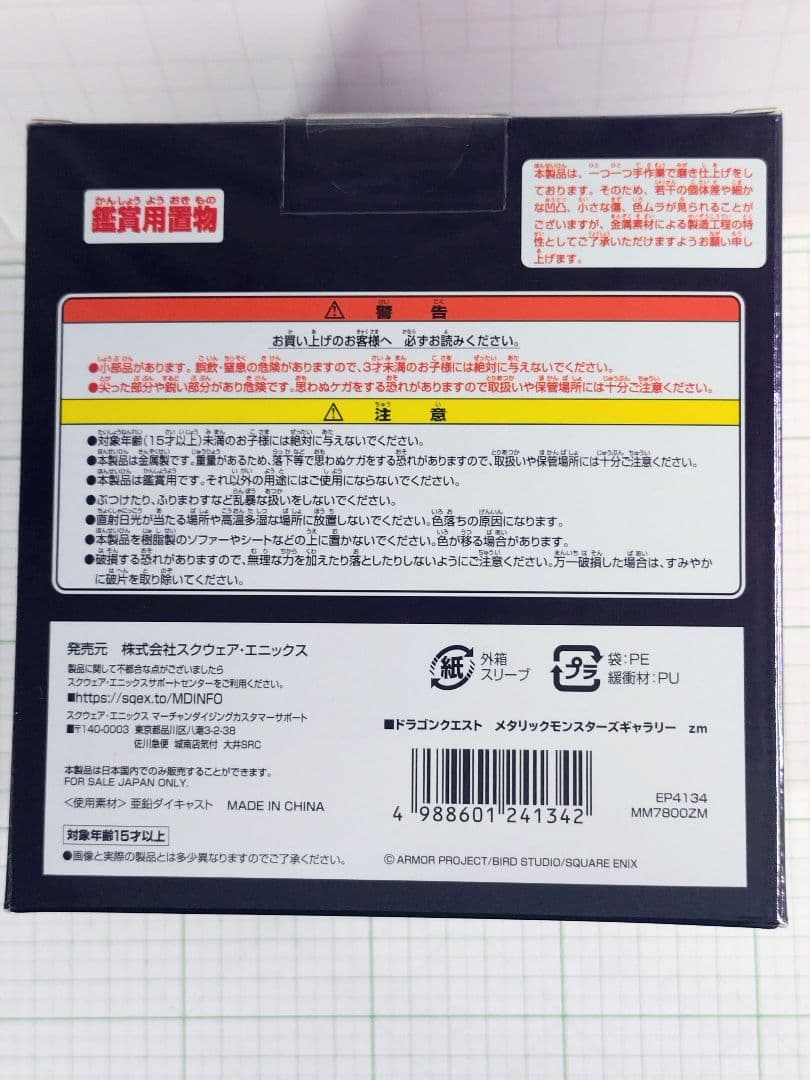 鑑賞用置物
本製品は、一つ一つ手作業で磨き仕上げをし
ております。そのため、若干の個体差や細か
な凹凸、小さな傷、色ムラが見られることが
ございますが、金属素材による製造工程の特
性としてご了承いただけますようお願い申し
上げます。
⚠ 警告
お買い上げのお客様へ 必ずお読みください。
●小部品があります。誤飲・窒息の危険がありますので、3才未満のお子様には絶対に与えないでください。
●尖った部分や鋭い部分があり危険です。思わぬケガをする恐れがありますので取扱いや保管場所には十分ご注意ください。
⚠ 注意
●対象年齢(15才以上)未満のお子様には絶対に与えないでください。
●本製品は金属製です。重量があるため、落下等で思わぬケガをする恐れがありますので、取扱いや保管場所には十分ご注意ください。
●本製品は鑑賞用です。それ以外の用途にはご使用にならないでください。
●ぶつけたり、ふりまわすなど乱暴な扱いをしないでください。
●直射日光が当たる場所や高温多湿な場所に放置しないでください。色落ちの原因になります。
●本製品を樹脂製のソファーやシートなどの上に置かないでください。色が移る場合があります。
●破損する恐れがありますので、無理な力を加えたり落としたりしないようにご注意ください。万一破損した場合は、すみやか
に破片を取り除いてください。
発売元 株式会社スクウェア・エニックス
製品に関して不都合な点がございましたら
スクウェア・エニックスサポートセンターをご利用ください。
■https://sqex.to/MDINFO
スクウェア・エニックス マーチャンダイジングカスタマーサポート
■〒140-0003 東京都品川区八潮3-2-38
佐川急便 城南店気付 大井SRC
本製品は日本国内でのみ販売することができます。
FOR SALE JAPAN ONLY.
<使用素材> 亜鉛ダイキャスト MADE IN CHINA
対象年齢15才以上
●画像と実際の製品とは多少異なりますのでご了承ください。
紙 外箱
スリーブ
プラ 袋:PE
緩衝材:PU
■ドラゴンクエスト メタリックモンスターズギャラリー zm
4 988601 241342
EP4134
MM7800ZM
© ARMOR PROJECT/BIRD STUDIO/SQUARE ENIX